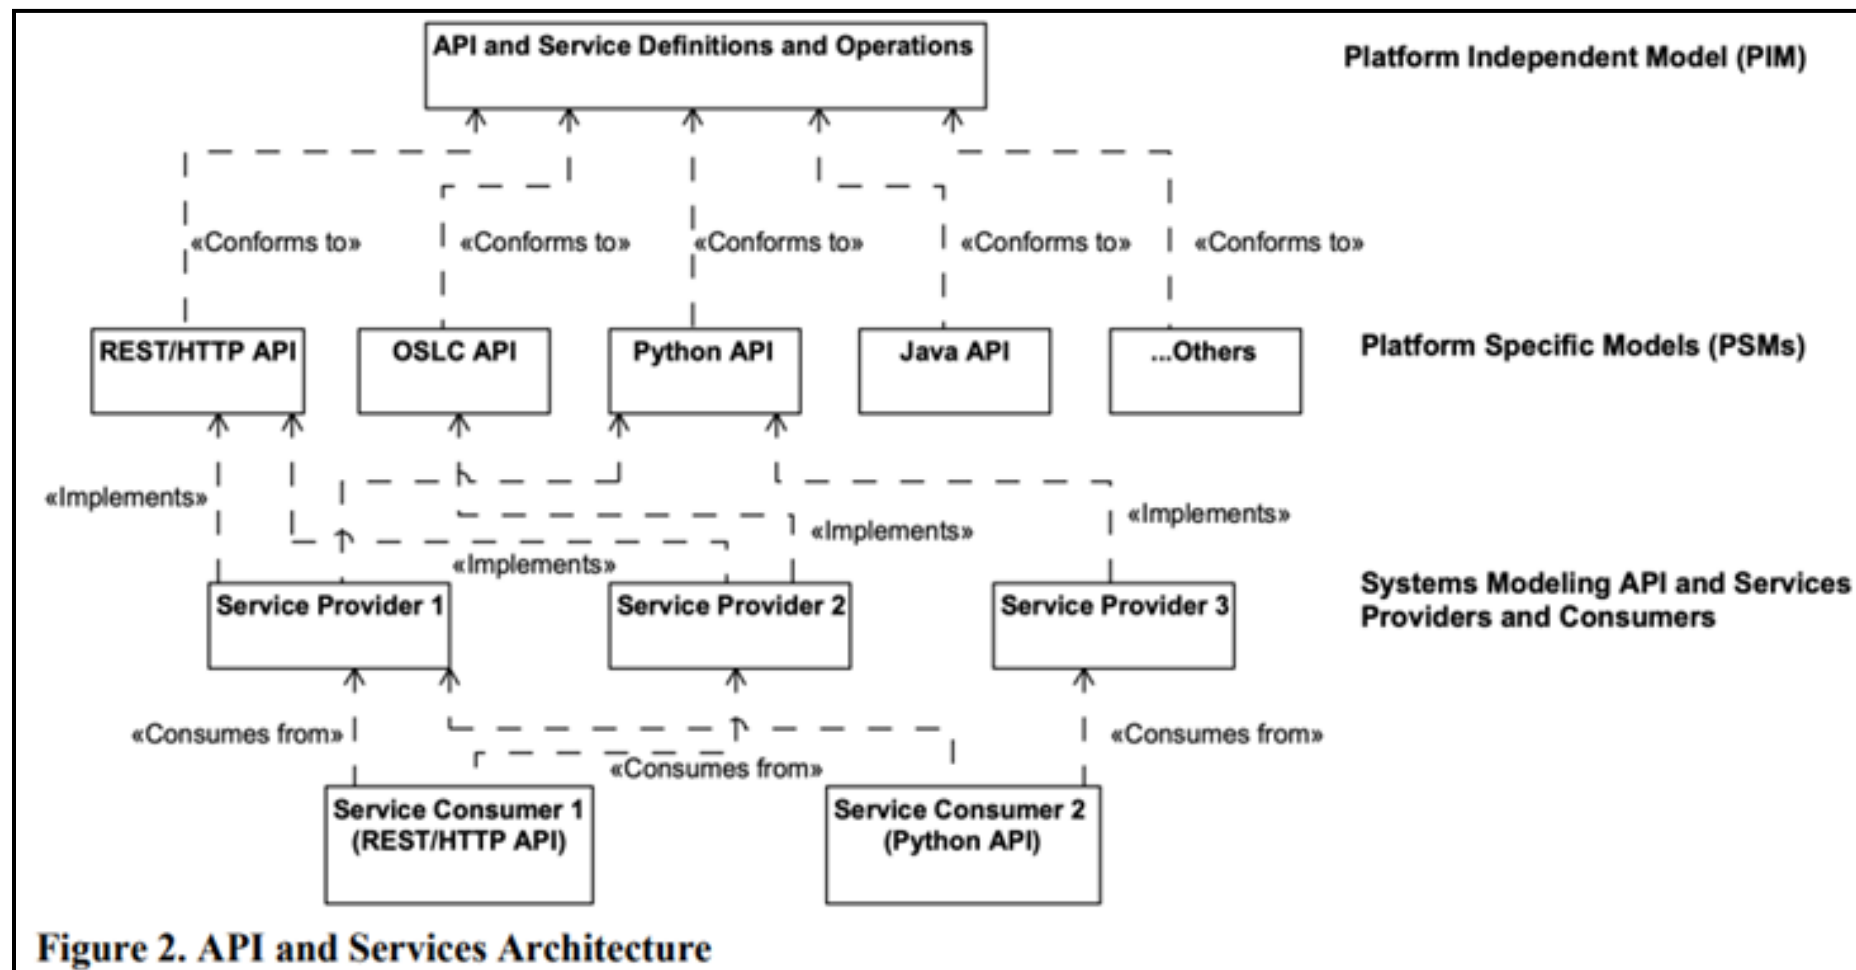 API and Service Definitions and Operations
Platform Independent Model (PIM)
«Conforms to»
«Conforms to»
«Conforms to»
«Conforms to»
«Conforms to»
REST/HTTP API
OSLC API
Python API
Java API
...Others
Platform Specific Models (PSMs)
«Implements»
«Implements»
«Implements»
«Implements»
Service Provider 1
Service Provider 2
Service Provider 3
Systems Modeling API and Services
Providers and Consumers
«Consumes from»
«Consumes from»
«Consumes from»
Service Consumer 1
(REST/HTTP API)
Service Consumer 2
(Python API)
Figure 2. API and Services Architecture